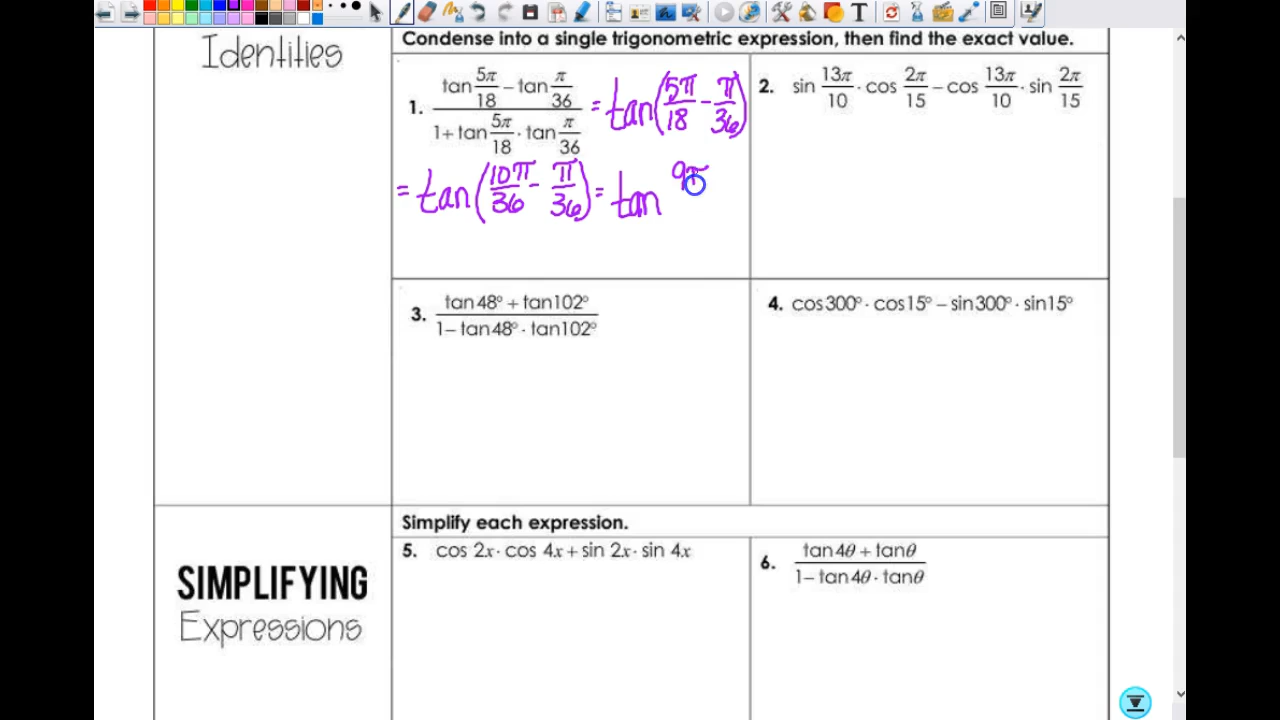 Identities
Condense into a single trigonometric expression, then find the exact value.
1. (tan 5π/18 − tan π/36) / (1 + tan 5π/18 · tan π/36) = tan(5π/18 − π/36)
= tan(10π/36 − π/36) = tan 9π
2. sin 13π/10 · cos 2π/15 − cos 13π/10 · sin 2π/15
3. (tan 48° + tan 102°) / (1 − tan 48° · tan 102°)
4. cos 300° · cos 15° − sin 300° · sin 15°
SIMPLIFYING
Expressions
Simplify each expression.
5. cos 2x · cos 4x + sin 2x · sin 4x
6. (tan 4θ + tan θ) / (1 − tan 4θ · tan θ)